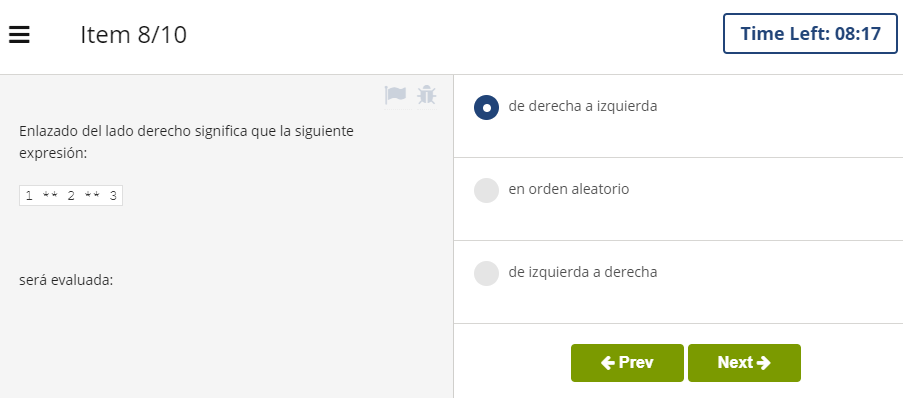 Item 8/10
Time Left: 08:17
Enlazado del lado derecho significa que la siguiente
expresión:
1 ** 2 ** 3
será evaluada:
de derecha a izquierda
en orden aleatorio
de izquierda a derecha
Prev
Next